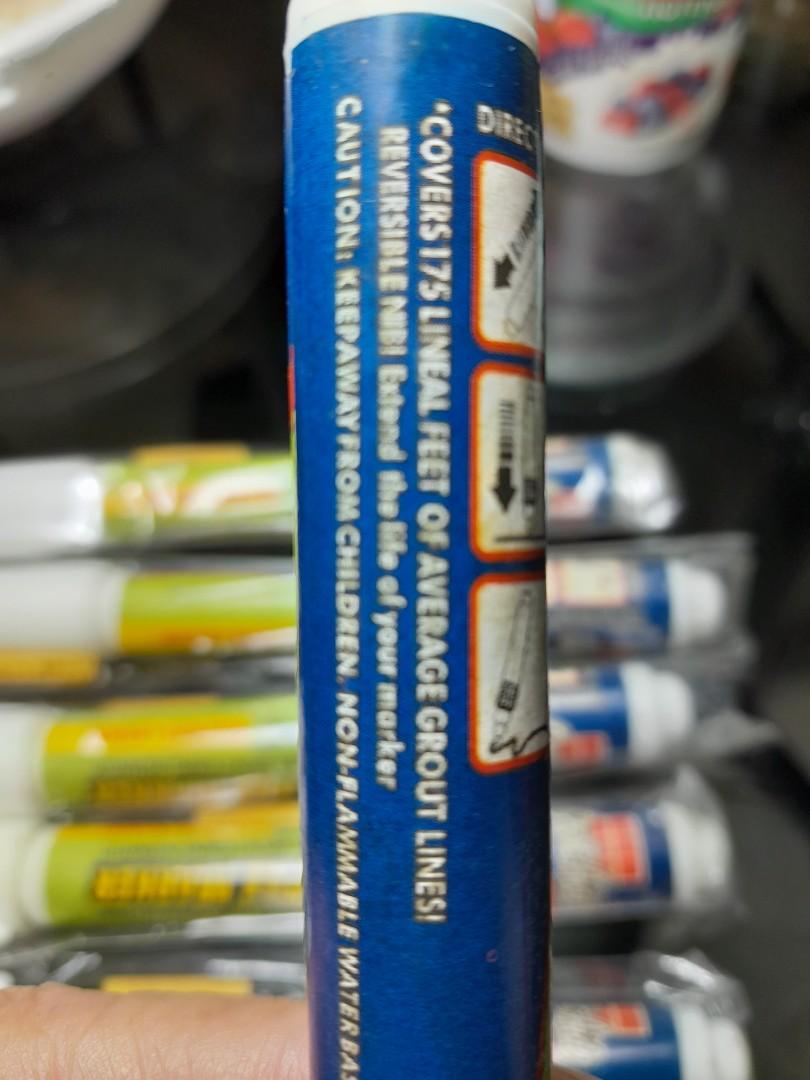 DIREC
*COVERS 175 LINEAL FEET OF AVERAGE GROUT LINES!
REVERSIBLE NIB! Extend the life of your marker
CAUTION: KEEP AWAY FROM CHILDREN. NON-FLAMMABLE WATER BAS